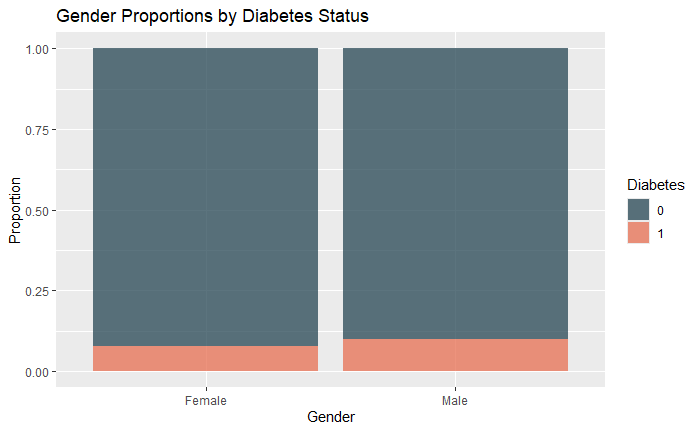 Gender Proportions by Diabetes Status
1.00
0.75
0.50
0.25
0.00
Proportion
Female Male
Gender
Diabetes
0
1